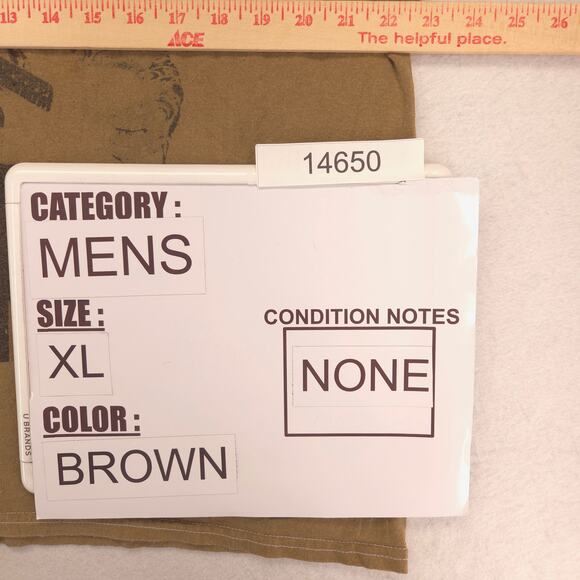 13 14 15 16 17 18 19 20 21 22 23 24 25 26
ACE The helpful place.
14650
CATEGORY :
MENS
SIZE :
XL
CONDITION NOTES
NONE
COLOR :
BROWN
U BRANDS